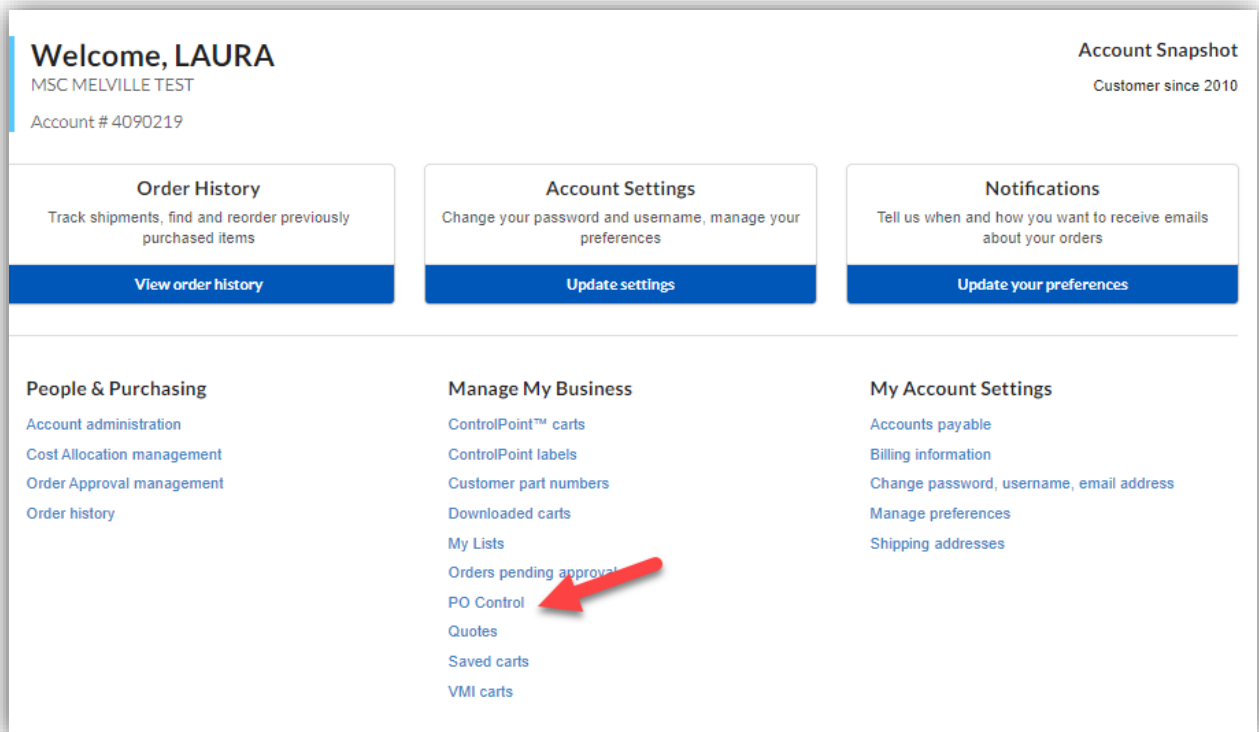 Welcome, LAURA
MSC MELVILLE TEST
Account # 4090219
Account Snapshot
Customer since 2010
Order History
Track shipments, find and reorder previously
purchased items
View order history
Account Settings
Change your password and username, manage your
preferences
Update settings
Notifications
Tell us when and how you want to receive emails
about your orders
Update your preferences
People & Purchasing
Account administration
Cost Allocation management
Order Approval management
Order history
Manage My Business
ControlPoint™ carts
ControlPoint labels
Customer part numbers
Downloaded carts
My Lists
Orders pending approval
PO Control
Quotes
Saved carts
VMI carts
My Account Settings
Accounts payable
Billing information
Change password, username, email address
Manage preferences
Shipping addresses